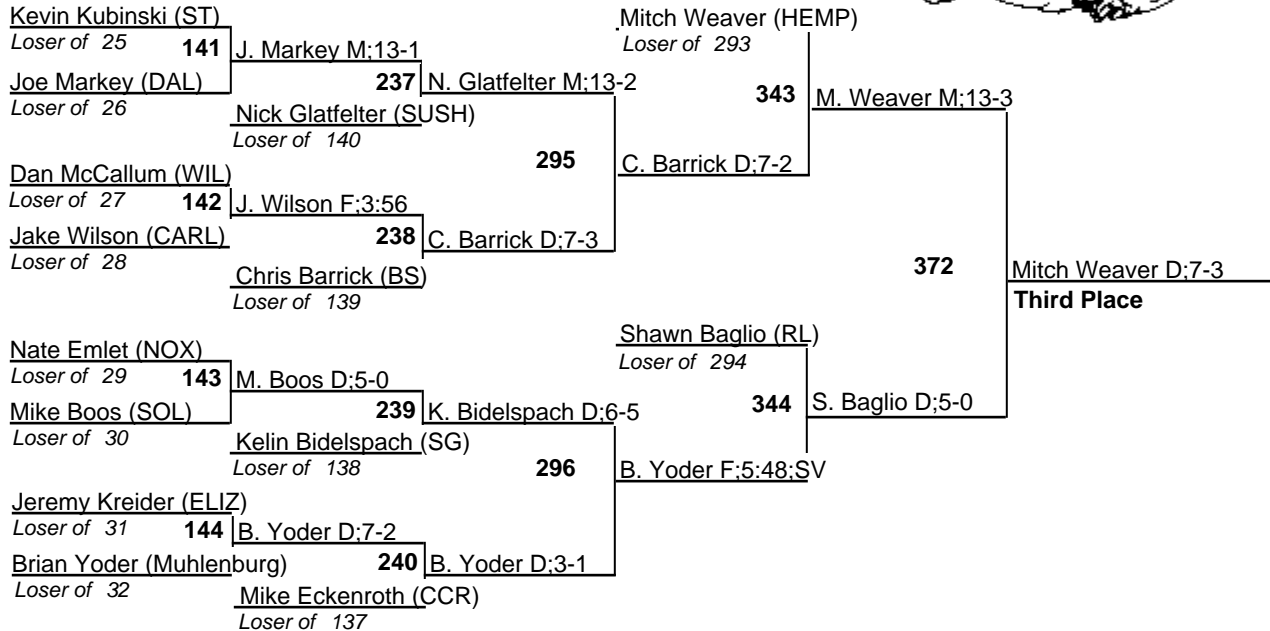 Kevin Kubinski (ST)
Loser of 25
141
J. Markey M;13-1
Joe Markey (DAL)
Loser of 26
237
N. Glatfelter M;13-2
Nick Glatfelter (SUSH)
Loser of 140
Dan McCallum (WIL)
Loser of 27
142
J. Wilson F;3:56
Jake Wilson (CARL)
Loser of 28
238
C. Barrick D;7-3
Chris Barrick (BS)
Loser of 139
295
C. Barrick D;7-2
Mitch Weaver (HEMP)
Loser of 293
343
M. Weaver M;13-3
Nate Emlet (NOX)
Loser of 29
143
M. Boos D;5-0
Mike Boos (SOL)
Loser of 30
239
K. Bidelspach D;6-5
Kelin Bidelspach (SG)
Loser of 138
Jeremy Kreider (ELIZ)
Loser of 31
144
B. Yoder D;7-2
Brian Yoder (Muhlenburg)
Loser of 32
240
B. Yoder D;3-1
Mike Eckenroth (CCR)
Loser of 137
296
B. Yoder F;5:48;SV
Shawn Baglio (RL)
Loser of 294
344
S. Baglio D;5-0
372
Mitch Weaver D;7-3
Third Place